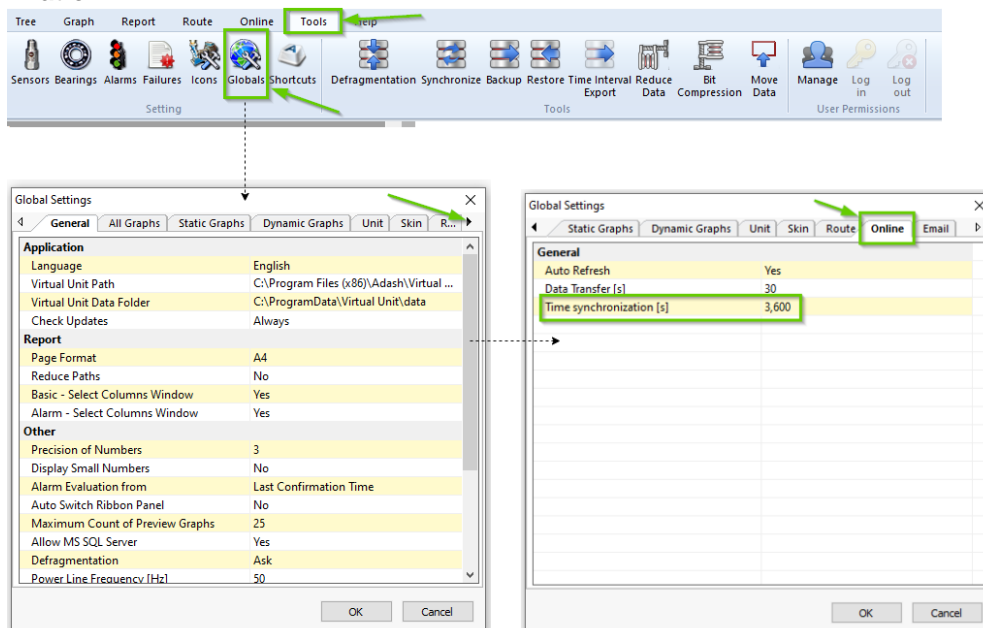 Tree Graph Report Route Online Tools Help
Sensors Bearings Alarms Failures Icons Globals Shortcuts Defragmentation Synchronize Backup Restore Time Interval Export Reduce Data Bit Compression Move Data Manage Log in Log out
Setting Tools User Permissions
Global Settings
General All Graphs Static Graphs Dynamic Graphs Unit Skin R...
Application
Language English
Virtual Unit Path C:\Program Files (x86)\Adash\Virtual ...
Virtual Unit Data Folder C:\ProgramData\Virtual Unit\data
Check Updates Always
Report
Page Format A4
Reduce Paths No
Basic - Select Columns Window Yes
Alarm - Select Columns Window Yes
Other
Precision of Numbers 3
Display Small Numbers No
Alarm Evaluation from Last Confirmation Time
Auto Switch Ribbon Panel No
Maximum Count of Preview Graphs 25
Allow MS SQL Server Yes
Defragmentation Ask
Power Line Frequency [Hz] 50
OK Cancel
Global Settings
Static Graphs Dynamic Graphs Unit Skin Route Online Email
General
Auto Refresh Yes
Data Transfer [s] 30
Time synchronization [s] 3,600
OK Cancel